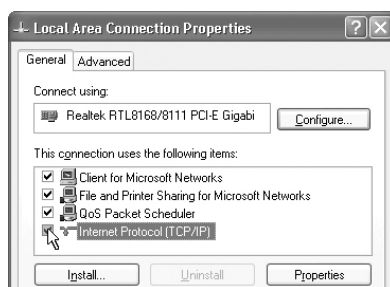 Local Area Connection Properties
General Advanced
Connect using:
Realtek RTL8168/8111 PCI-E Gigabi Configure...
This connection uses the following items:
Client for Microsoft Networks
File and Printer Sharing for Microsoft Networks
QoS Packet Scheduler
Internet Protocol (TCP/IP)
Install... Uninstall Properties